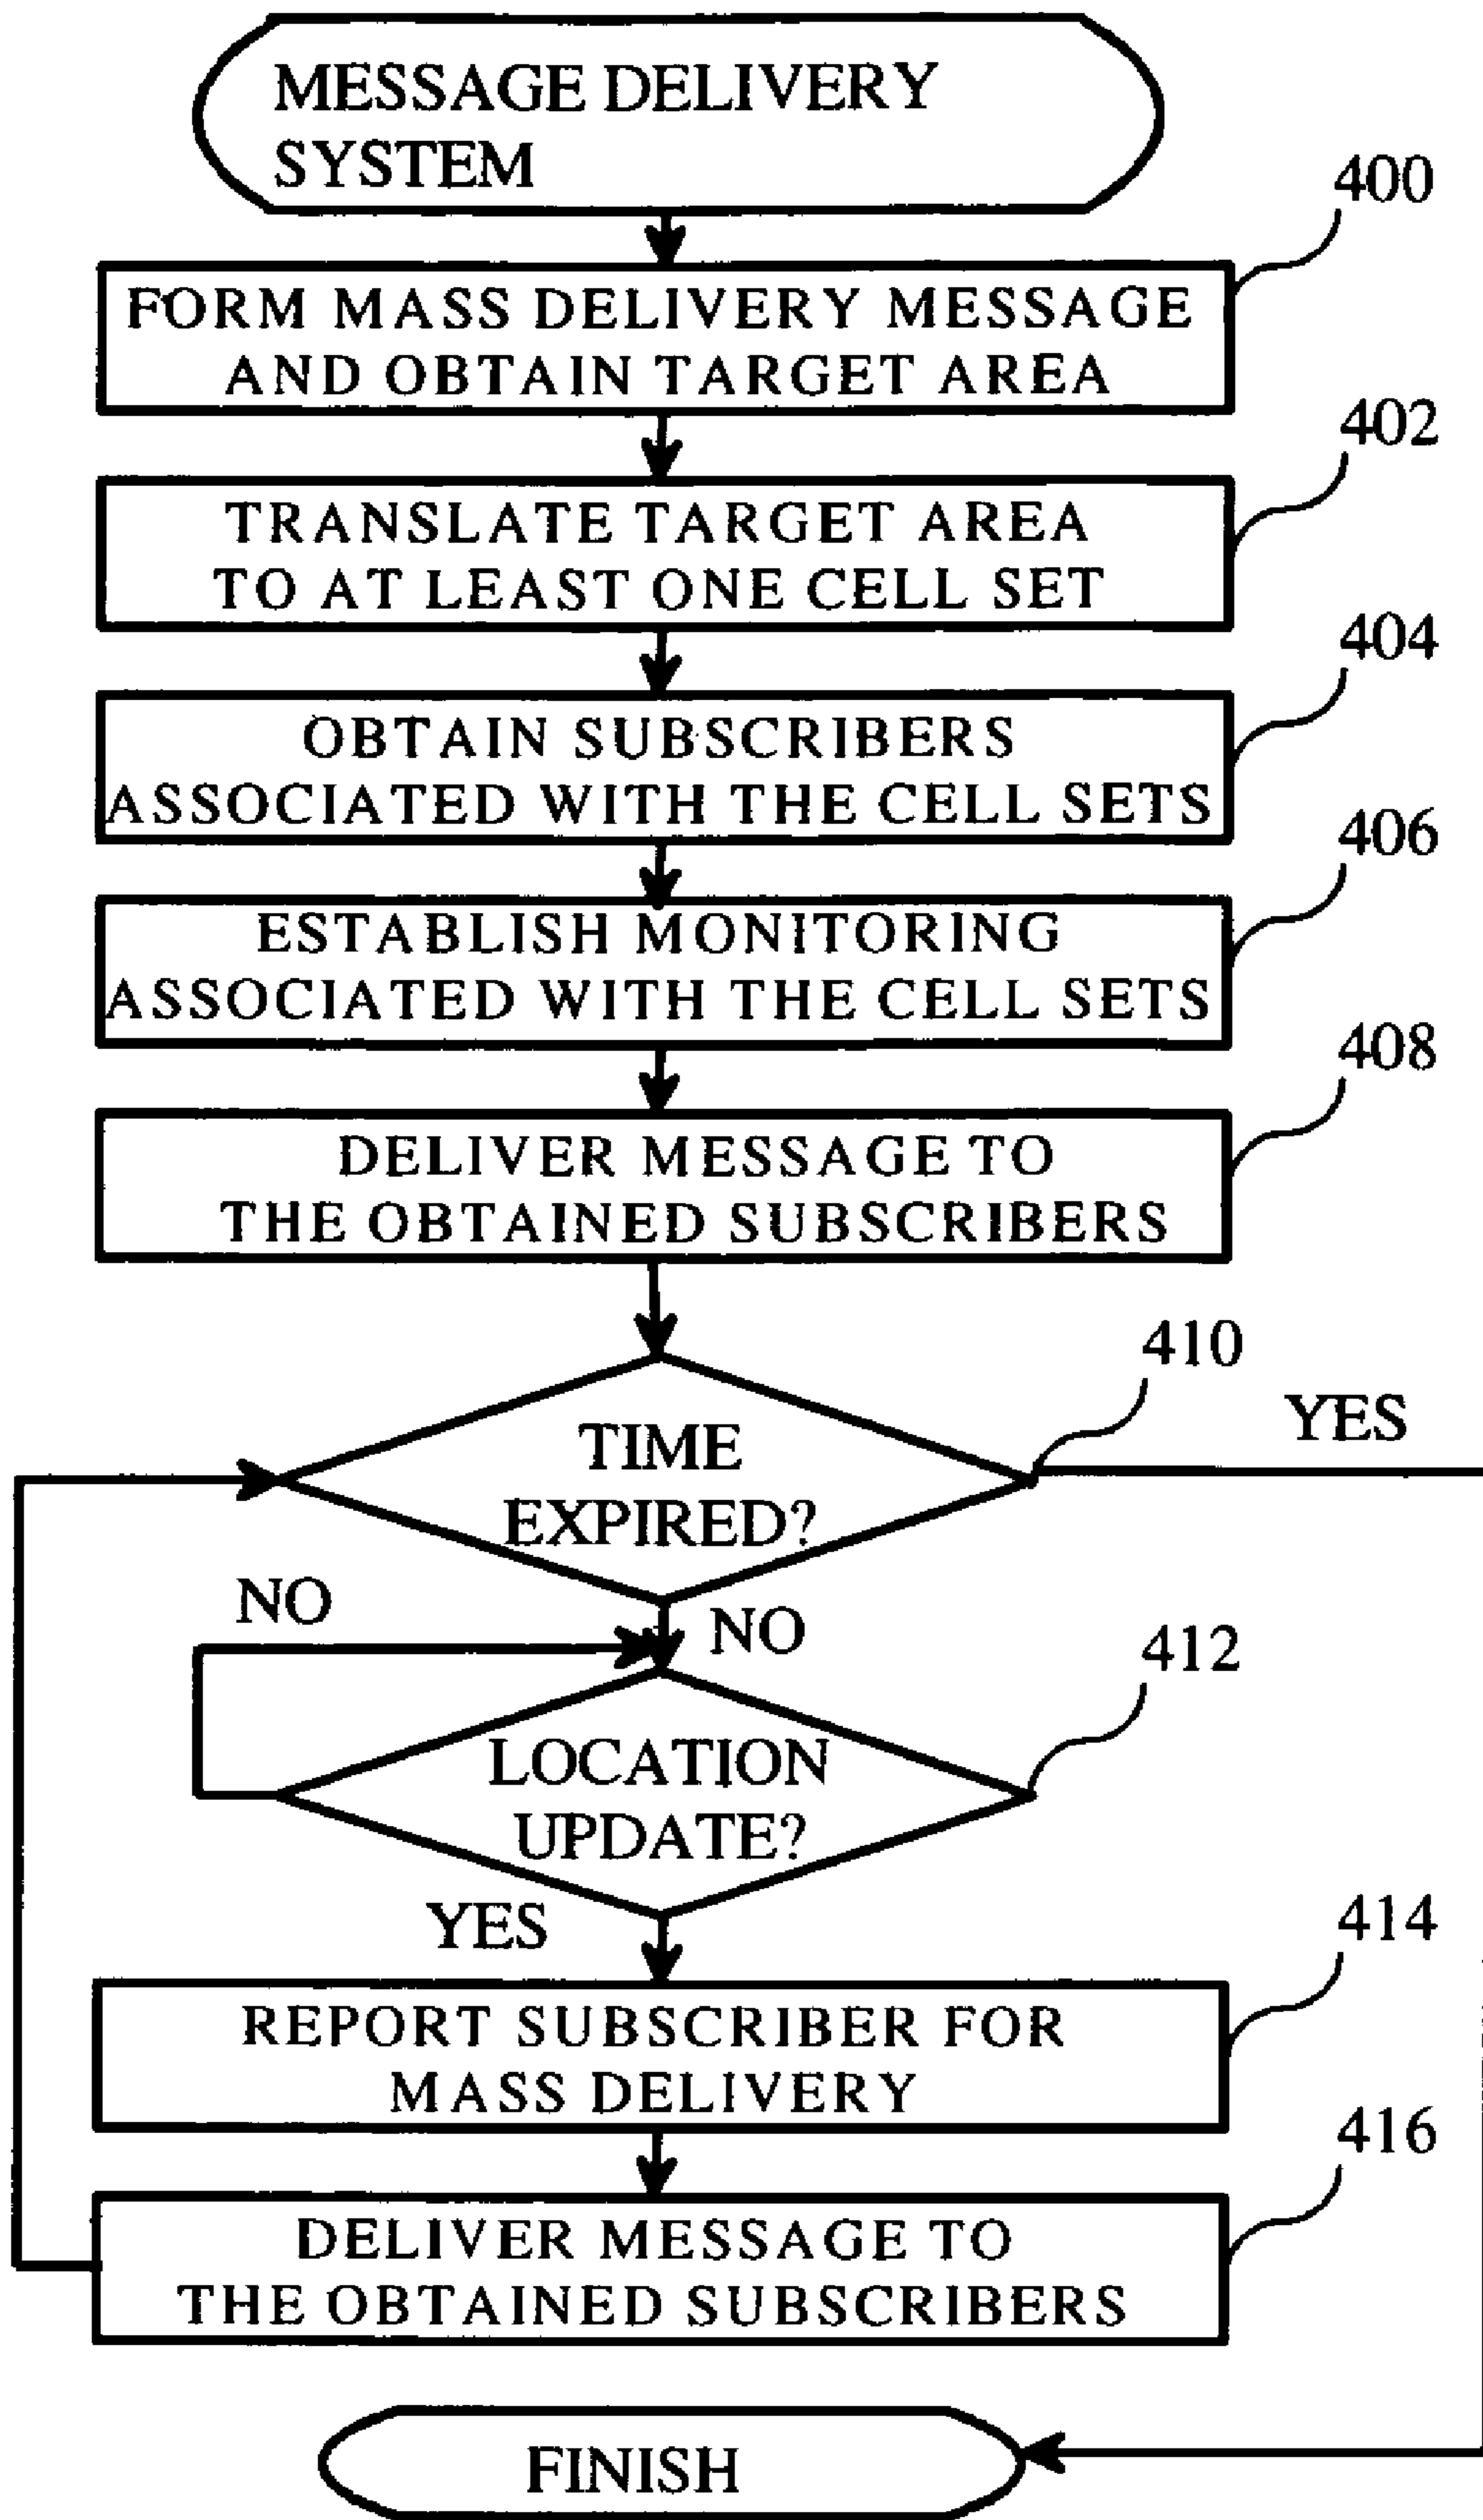 MESSAGE DELIVERY
SYSTEM
400
FORM MASS DELIVERY MESSAGE
AND OBTAIN TARGET AREA
402
TRANSLATE TARGET AREA
TO AT LEAST ONE CELL SET
404
OBTAIN SUBSCRIBERS
ASSOCIATED WITH THE CELL SETS
406
ESTABLISH MONITORING
ASSOCIATED WITH THE CELL SETS
408
DELIVER MESSAGE TO
THE OBTAINED SUBSCRIBERS
410
YES
TIME
EXPIRED?
NO
NO
412
LOCATION
UPDATE?
YES
414
REPORT SUBSCRIBER FOR
MASS DELIVERY
416
DELIVER MESSAGE TO
THE OBTAINED SUBSCRIBERS
FINISH